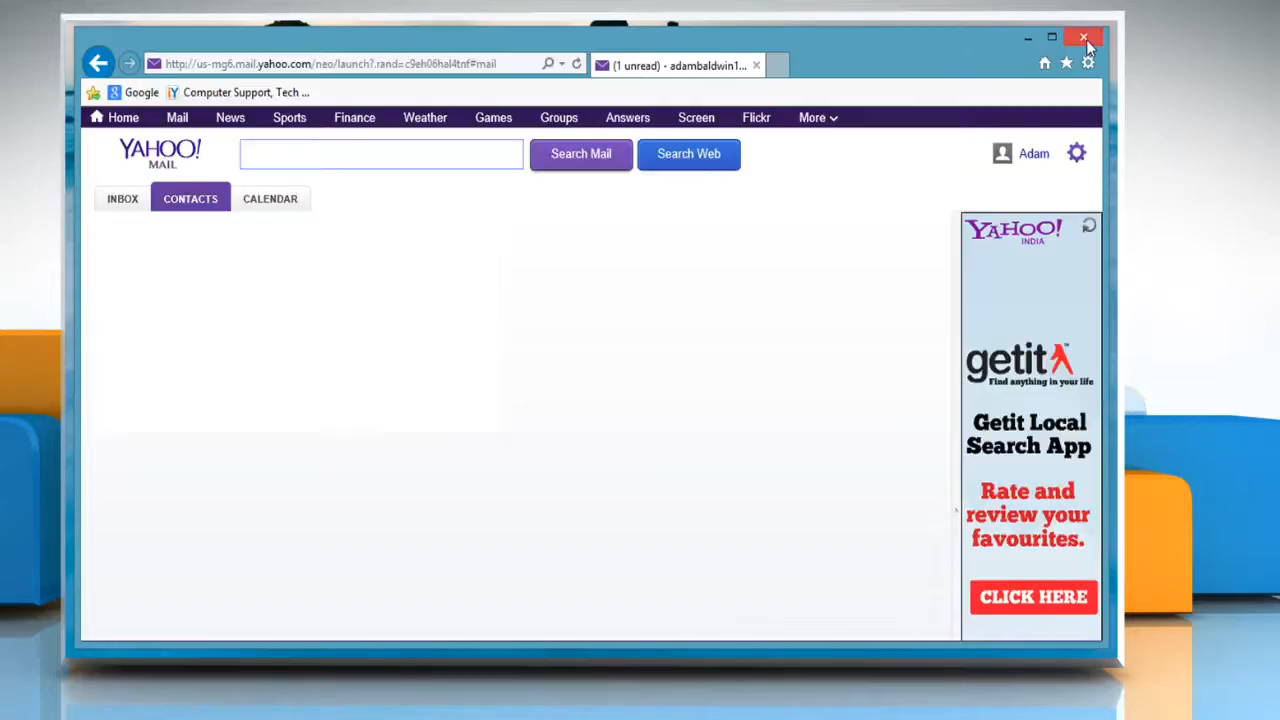 http://us-mg6.mail.yahoo.com/neo/launch?.rand=c9eh06hal4tnf#mail
(1 unread) - adambaldwin1...
Google
Computer Support, Tech ...
Home
Mail
News
Sports
Finance
Weather
Games
Groups
Answers
Screen
Flickr
More
YAHOO!
MAIL
Search Mail
Search Web
Adam
INBOX
CONTACTS
CALENDAR
YAHOO!
INDIA
getit
Find anything in your life
Getit Local
Search App
Rate and
review your
favourites.
CLICK HERE